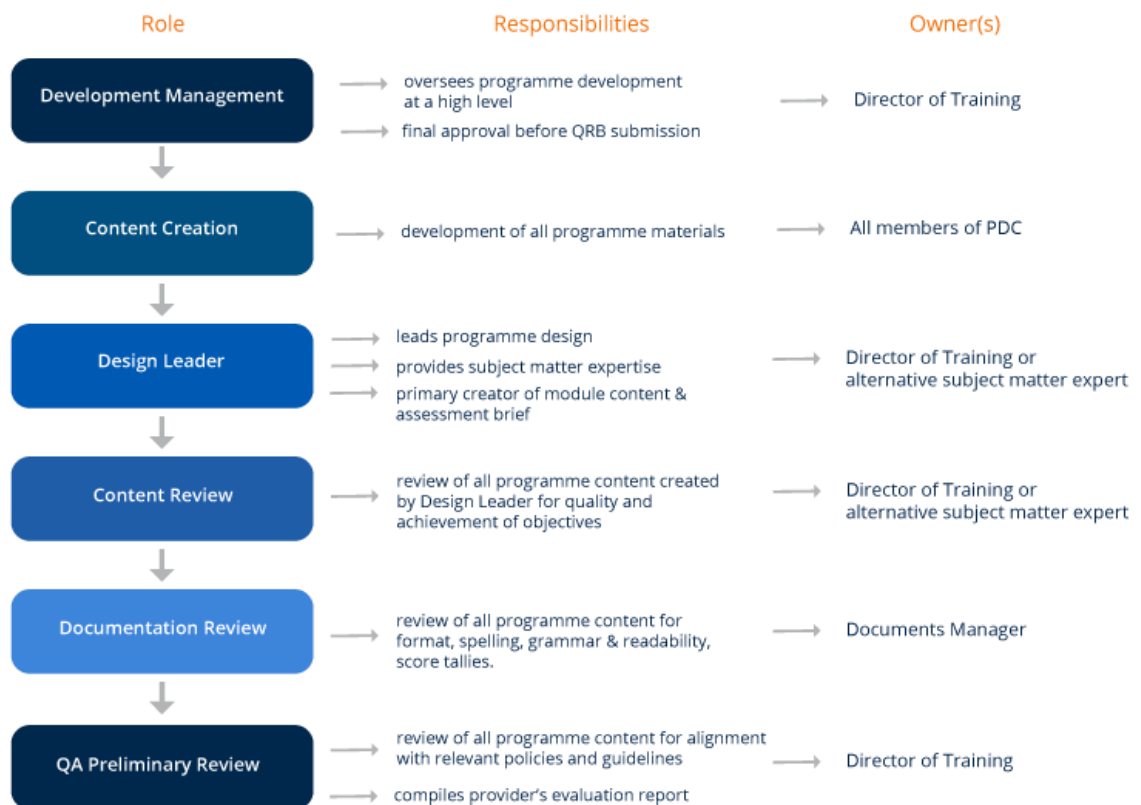 Role Responsibilities Owner(s)
Development Management
oversees programme development
at a high level
final approval before QRB submission
Director of Training
Content Creation
development of all programme materials
All members of PDC
Design Leader
leads programme design
provides subject matter expertise
primary creator of module content &
assessment brief
Director of Training or
alternative subject matter expert
Content Review
review of all programme content created
by Design Leader for quality and
achievement of objectives
Director of Training or
alternative subject matter expert
Documentation Review
review of all programme content for
format, spelling, grammar & readability,
score tallies.
Documents Manager
QA Preliminary Review
review of all programme content for alignment
with relevant policies and guidelines
compiles provider's evaluation report
Director of Training